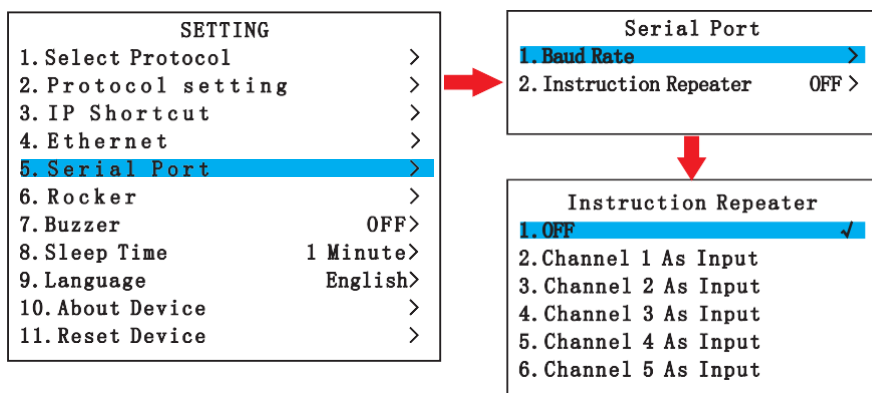 SETTING
1. Select Protocol >
2. Protocol setting >
3. IP Shortcut >
4. Ethernet >
5. Serial Port >
6. Rocker >
7. Buzzer OFF>
8. Sleep Time 1 Minute>
9. Language English>
10. About Device >
11. Reset Device >
Serial Port
1. Baud Rate >
2. Instruction Repeater OFF >
Instruction Repeater
1. OFF √
2. Channel 1 As Input
3. Channel 2 As Input
4. Channel 3 As Input
5. Channel 4 As Input
6. Channel 5 As Input